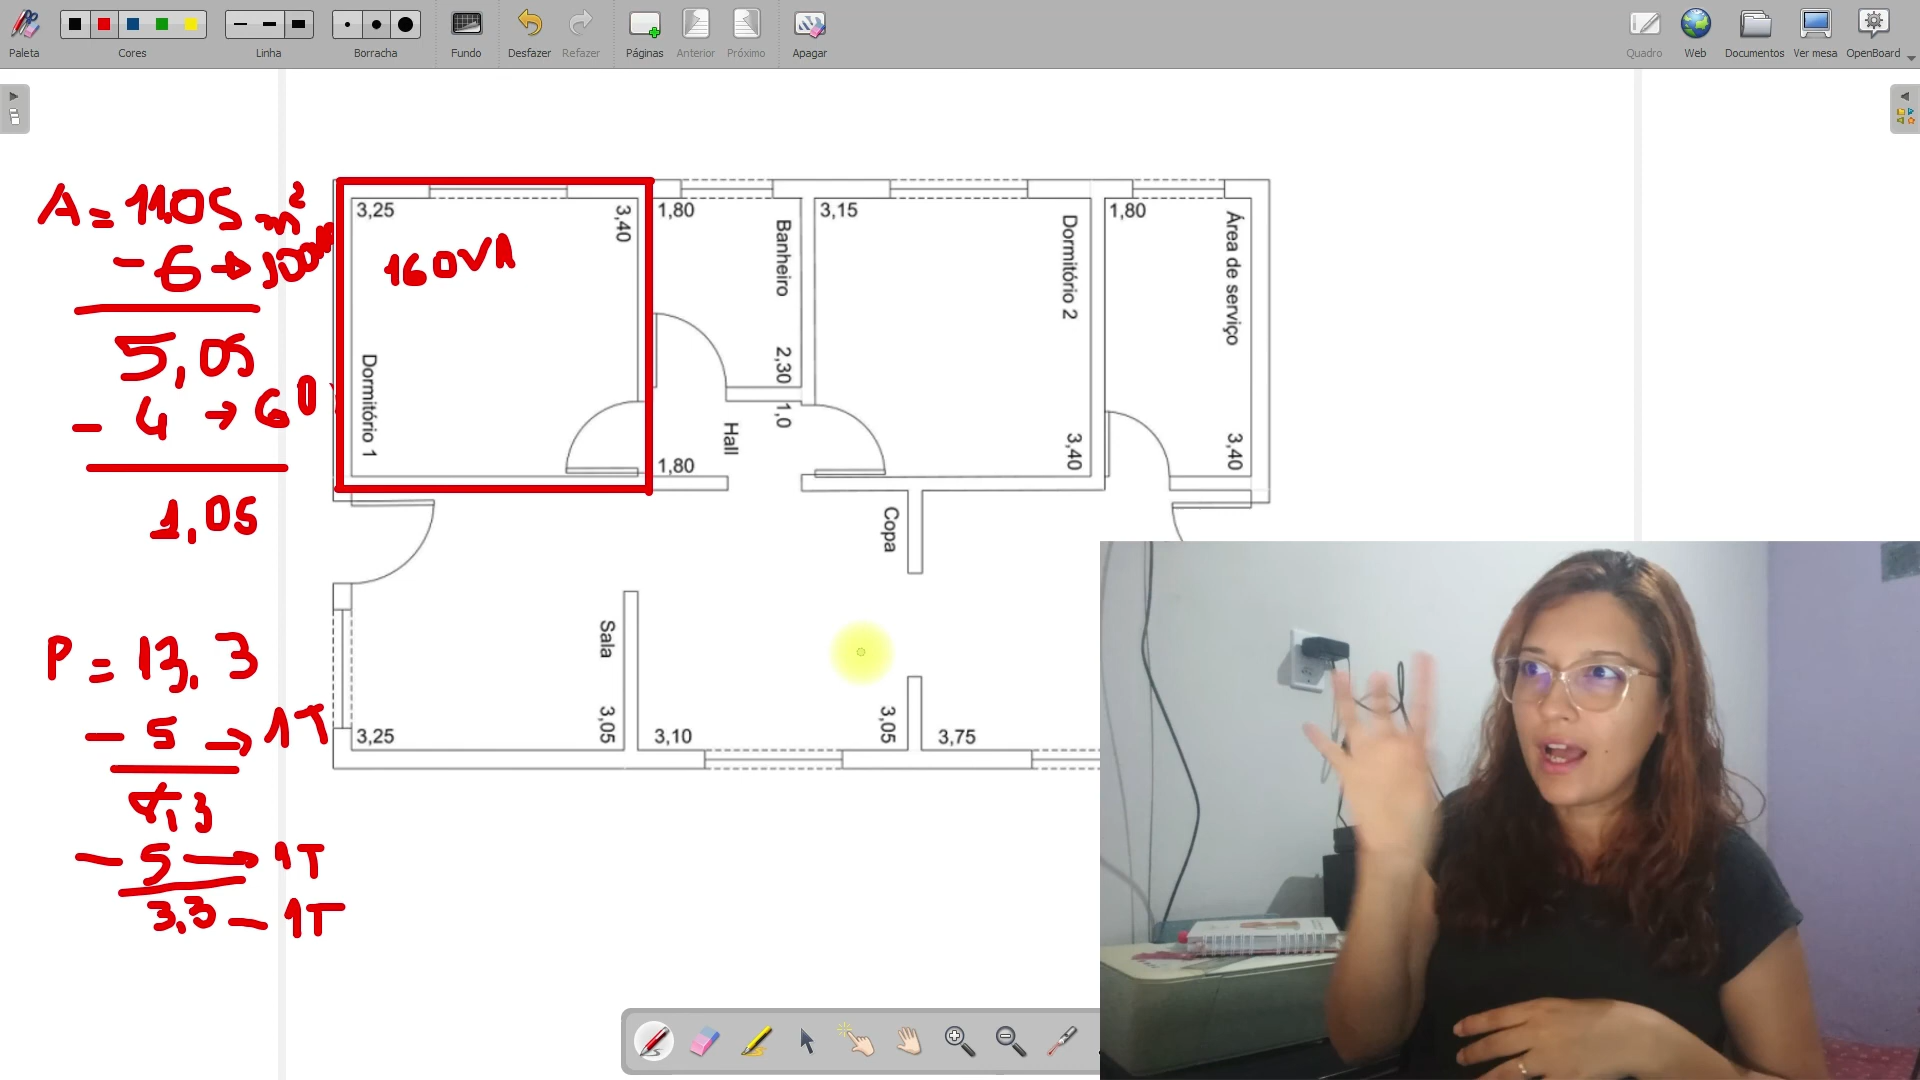 Paleta Cores Linha Borracha Fundo Desfazer Refazer Páginas Anterior Próximo Apagar Quadro Web Documentos Ver mesa OpenBoard
A = 11.05 m²
- 6 → 100
5,05
- 4 → 60
1,05
P = 13,3
- 5 → 1T
3
- 5 → 1T
3,3 - 1T
3,25
3,40
160VA
Dormitório 1
1,80
Banheiro
2,30
1,0
Hall
1,80
3,15
Dormitório 2
3,40
1,80
Área de serviço
3,40
Copa
Sala
3,25
3,05
3,10
3,05
3,75